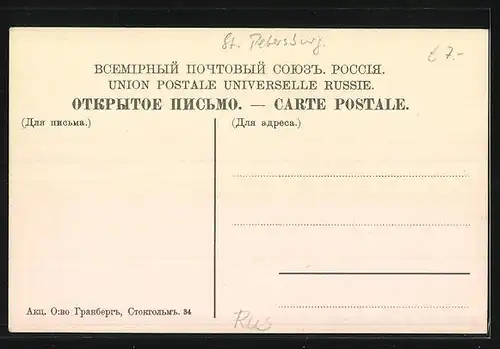 St. Petersburg.
£ 7.-
ВСЕМІРНЫЙ ПОЧТОВЫЙ СОЮЗЪ. РОССІЯ.
UNION POSTALE UNIVERSELLE RUSSIE.
ОТКРЫТОЕ ПИСЬМО. — CARTE POSTALE.
(Для письма.)
(Для адреса.)
Акц. О:во Гранбергъ, Стокгольмъ. 34
Rus